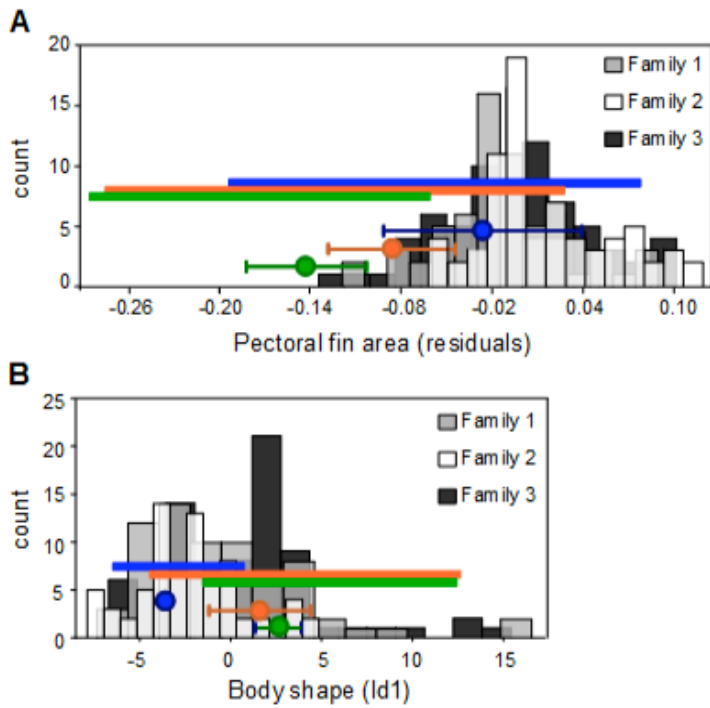 A
20
15
10
5
0
count
Family 1
Family 2
Family 3
-0.26 -0.20 -0.14 -0.08 -0.02 0.04 0.10
Pectoral fin area (residuals)
B
25
20
15
10
5
0
count
Family 1
Family 2
Family 3
-5 0 5 10 15
Body shape (ld1)